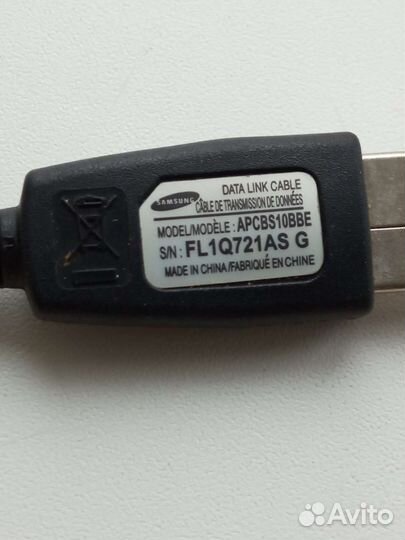 SAMSUNG
DATA LINK CABLE
CÂBLE DE TRANSMISSION DE DONNÉES
MODEL/MODÈLE : APCBS10BBE
S/N : FL1Q721AS G
MADE IN CHINA/FABRIQUÉ EN CHINE
Avito